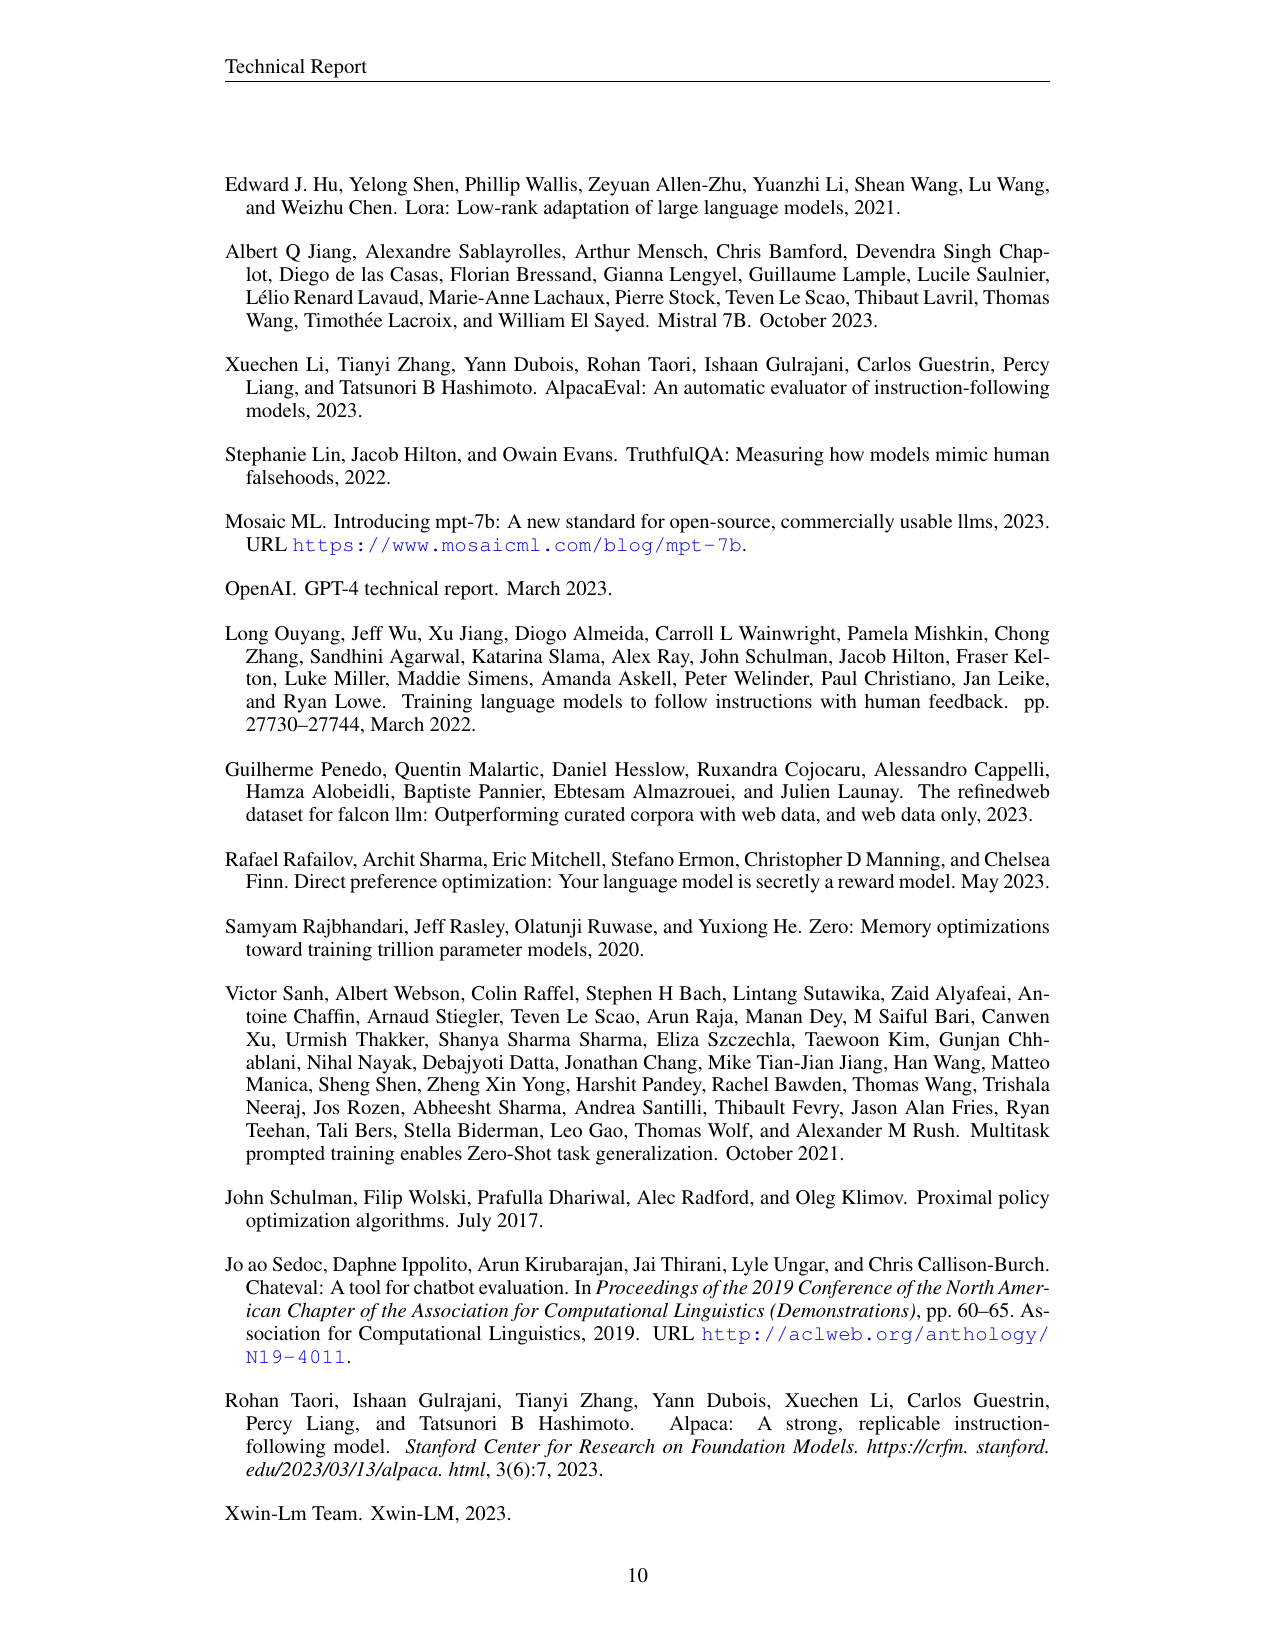 Technical Report
Edward J. Hu, Yelong Shen, Phillip Wallis, Zeyuan Allen-Zhu, Yuanzhi Li, Shean Wang, Lu Wang,
and Weizhu Chen. Lora: Low-rank adaptation of large language models, 2021.
Albert Q Jiang, Alexandre Sablayrolles, Arthur Mensch, Chris Bamford, Devendra Singh Chap-
lot, Diego de las Casas, Florian Bressand, Gianna Lengyel, Guillaume Lample, Lucile Saulnier,
Lélio Renard Lavaud, Marie-Anne Lachaux, Pierre Stock, Teven Le Scao, Thibaut Lavril, Thomas
Wang, Timothée Lacroix, and William El Sayed. Mistral 7B. October 2023.
Xuechen Li, Tianyi Zhang, Yann Dubois, Rohan Taori, Ishaan Gulrajani, Carlos Guestrin, Percy
Liang, and Tatsunori B Hashimoto. AlpacaEval: An automatic evaluator of instruction-following
models, 2023.
Stephanie Lin, Jacob Hilton, and Owain Evans. TruthfulQA: Measuring how models mimic human
falsehoods, 2022.
Mosaic ML. Introducing mpt-7b: A new standard for open-source, commercially usable llms, 2023.
URL https://www.mosaicml.com/blog/mpt-7b.
OpenAI. GPT-4 technical report. March 2023.
Long Ouyang, Jeff Wu, Xu Jiang, Diogo Almeida, Carroll L Wainwright, Pamela Mishkin, Chong
Zhang, Sandhini Agarwal, Katarina Slama, Alex Ray, John Schulman, Jacob Hilton, Fraser Kel-
ton, Luke Miller, Maddie Simens, Amanda Askell, Peter Welinder, Paul Christiano, Jan Leike,
and Ryan Lowe. Training language models to follow instructions with human feedback. pp.
27730–27744, March 2022.
Guilherme Penedo, Quentin Malartic, Daniel Hesslow, Ruxandra Cojocaru, Alessandro Cappelli,
Hamza Alobeidli, Baptiste Pannier, Ebtesam Almazrouei, and Julien Launay. The refinedweb
dataset for falcon llm: Outperforming curated corpora with web data, and web data only, 2023.
Rafael Rafailov, Archit Sharma, Eric Mitchell, Stefano Ermon, Christopher D Manning, and Chelsea
Finn. Direct preference optimization: Your language model is secretly a reward model. May 2023.
Samyam Rajbhandari, Jeff Rasley, Olatunji Ruwase, and Yuxiong He. Zero: Memory optimizations
toward training trillion parameter models, 2020.
Victor Sanh, Albert Webson, Colin Raffel, Stephen H Bach, Lintang Sutawika, Zaid Alyafeai, An-
toine Chaffin, Arnaud Stiegler, Teven Le Scao, Arun Raja, Manan Dey, M Saiful Bari, Canwen
Xu, Urmish Thakker, Shanya Sharma Sharma, Eliza Szczechla, Taewoon Kim, Gunjan Chh-
ablani, Nihal Nayak, Debajyoti Datta, Jonathan Chang, Mike Tian-Jian Jiang, Han Wang, Matteo
Manica, Sheng Shen, Zheng Xin Yong, Harshit Pandey, Rachel Bawden, Thomas Wang, Trishala
Neeraj, Jos Rozen, Abheesht Sharma, Andrea Santilli, Thibault Fevry, Jason Alan Fries, Ryan
Teehan, Tali Bers, Stella Biderman, Leo Gao, Thomas Wolf, and Alexander M Rush. Multitask
prompted training enables Zero-Shot task generalization. October 2021.
John Schulman, Filip Wolski, Prafulla Dhariwal, Alec Radford, and Oleg Klimov. Proximal policy
optimization algorithms. July 2017.
Jo ao Sedoc, Daphne Ippolito, Arun Kirubarajan, Jai Thirani, Lyle Ungar, and Chris Callison-Burch.
Chateval: A tool for chatbot evaluation. In Proceedings of the 2019 Conference of the North Amer-
ican Chapter of the Association for Computational Linguistics (Demonstrations), pp. 60–65. As-
sociation for Computational Linguistics, 2019. URL http://aclweb.org/anthology/
N19-4011.
Rohan Taori, Ishaan Gulrajani, Tianyi Zhang, Yann Dubois, Xuechen Li, Carlos Guestrin,
Percy Liang, and Tatsunori B Hashimoto. Alpaca: A strong, replicable instruction-
following model. Stanford Center for Research on Foundation Models. https://crfm. stanford.
edu/2023/03/13/alpaca. html, 3(6):7, 2023.
Xwin-Lm Team. Xwin-LM, 2023.
10